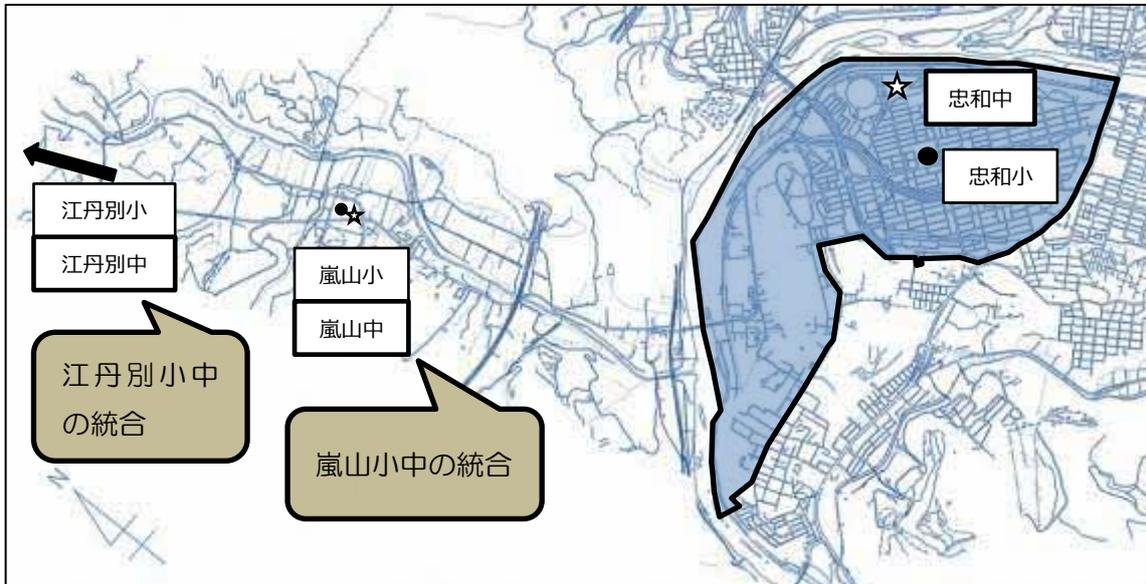 忠和中
忠和小
江丹別小
江丹別中
嵐山小
嵐山中
江丹別小中
の統合
嵐山小中の統合
N